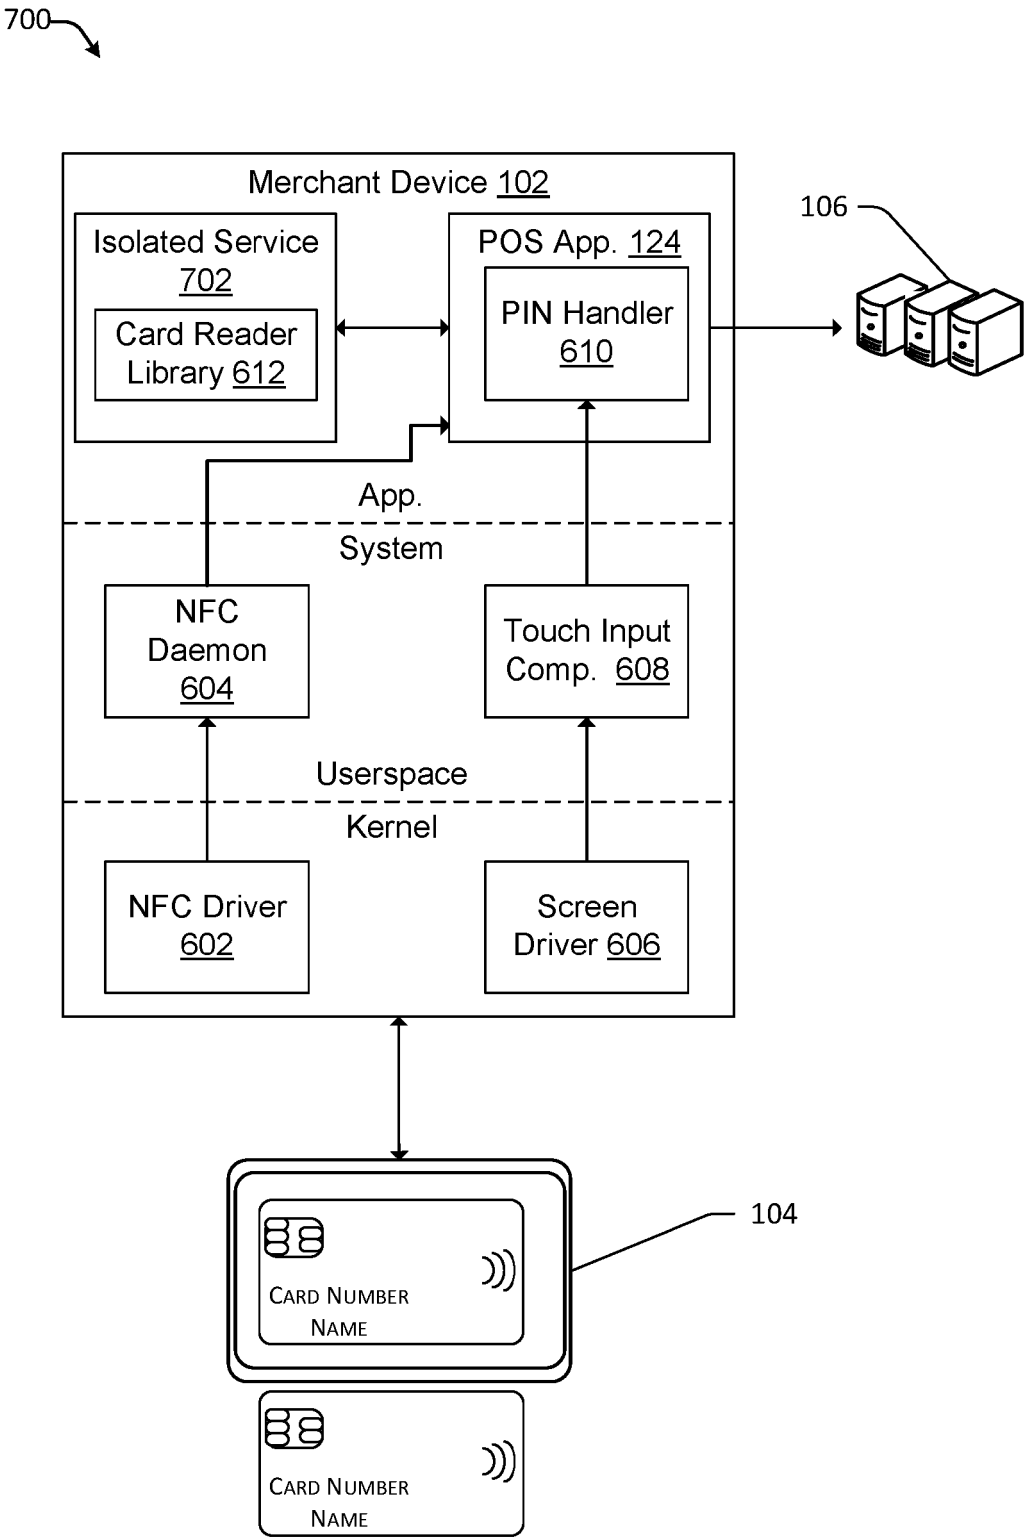 700
Merchant Device 102
Isolated Service
702
Card Reader
Library 612
POS App. 124
PIN Handler
610
106
App.
System
NFC
Daemon
604
Touch Input
Comp. 608
Userspace
Kernel
NFC Driver
602
Screen
Driver 606
104
CARD NUMBER
NAME
CARD NUMBER
NAME